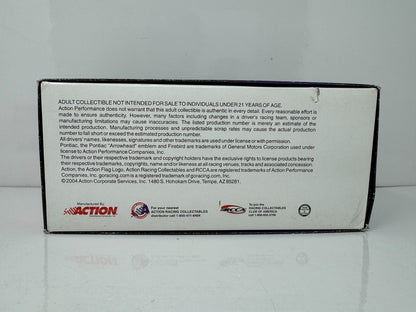 ADULT COLLECTIBLE NOT INTENDED FOR SALE TO INDIVIDUALS UNDER 21 YEARS OF AGE.
Action Performance does not warrant that this adult collectible is authentic in every detail. Every reasonable effort is
made to ensure authenticity. However, many factors including changes in a driver's racing team, sponsors or
manufacturing limitations may cause inaccuracies. The listed production number is merely an estimate of the
intended production. Manufacturing processes and unpredictable scrap rates may cause the actual production
number to fall short or exceed the estimated production number.
All drivers' names, likenesses, signatures and other trademarks are used under license or with permission.
Pontiac, the Pontiac "Arrowhead" emblem and Firebird are trademarks of General Motors Corporation used under
license to Action Performance Companies, Inc.
The drivers or their respective trademark and copyright holders have the exclusive rights to license products bearing
their respective trademarks, copyrights, name and/or likeness at all racing venues, tracks and associated concession.
Action, the Action Flag Logo, Action Racing Collectables and RCCA are registered trademarks of Action Performance
Companies, Inc. goracing.com is a registered trademark of goracing.com, Inc.
©2004 Action Corporate Services, Inc. 1480 S. Hohokam Drive, Tempe, AZ 85281.
Manufactured By:
ACTION
For your nearest
ACTION RACING COLLECTABLES
distributor call
RCCA
To join the
RACING COLLECTABLES
CLUB OF AMERICA